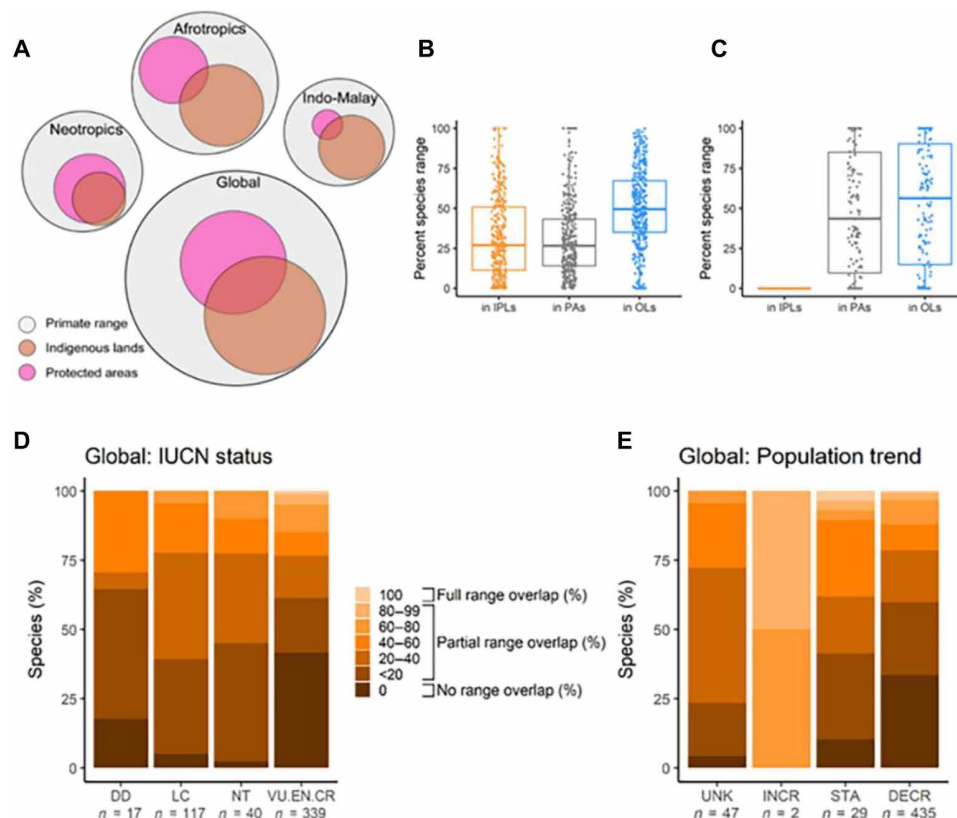 A
Afrotropics
Indo-Malay
Neotropics
Global
Primate range
Indigenous lands
Protected areas
B
Percent species range
100
75
50
25
0
in IPLs
in PAs
in OLs
C
Percent species range
100
75
50
25
0
in IPLs
in PAs
in OLs
D
Global: IUCN status
Species (%)
100
75
50
25
0
DD LC NT VU.EN.CR
n = 17 n = 117 n = 40 n = 339
100 Full range overlap (%)
80–99
60–80
40–60 Partial range overlap (%)
20–40
<20
0 No range overlap (%)
E
Global: Population trend
Species (%)
100
75
50
25
0
UNK INCR STA DECR
n = 47 n = 2 n = 29 n = 435